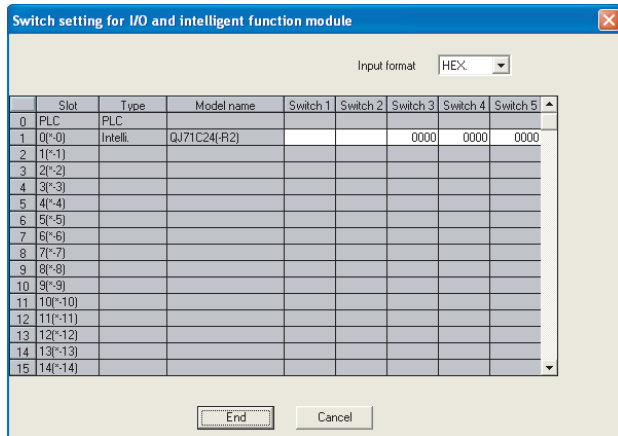 Switch setting for I/O and intelligent function module
Input format HEX.
Slot Type Model name Switch 1 Switch 2 Switch 3 Switch 4 Switch 5
0 PLC PLC
1 0(*-0) Intelli. QJ71C24(-R2) 0000 0000 0000
2 1(*-1)
3 2(*-2)
4 3(*-3)
5 4(*-4)
6 5(*-5)
7 6(*-6)
8 7(*-7)
9 8(*-8)
10 9(*-9)
11 10(*-10)
12 11(*-11)
13 12(*-12)
14 13(*-13)
15 14(*-14)
End Cancel